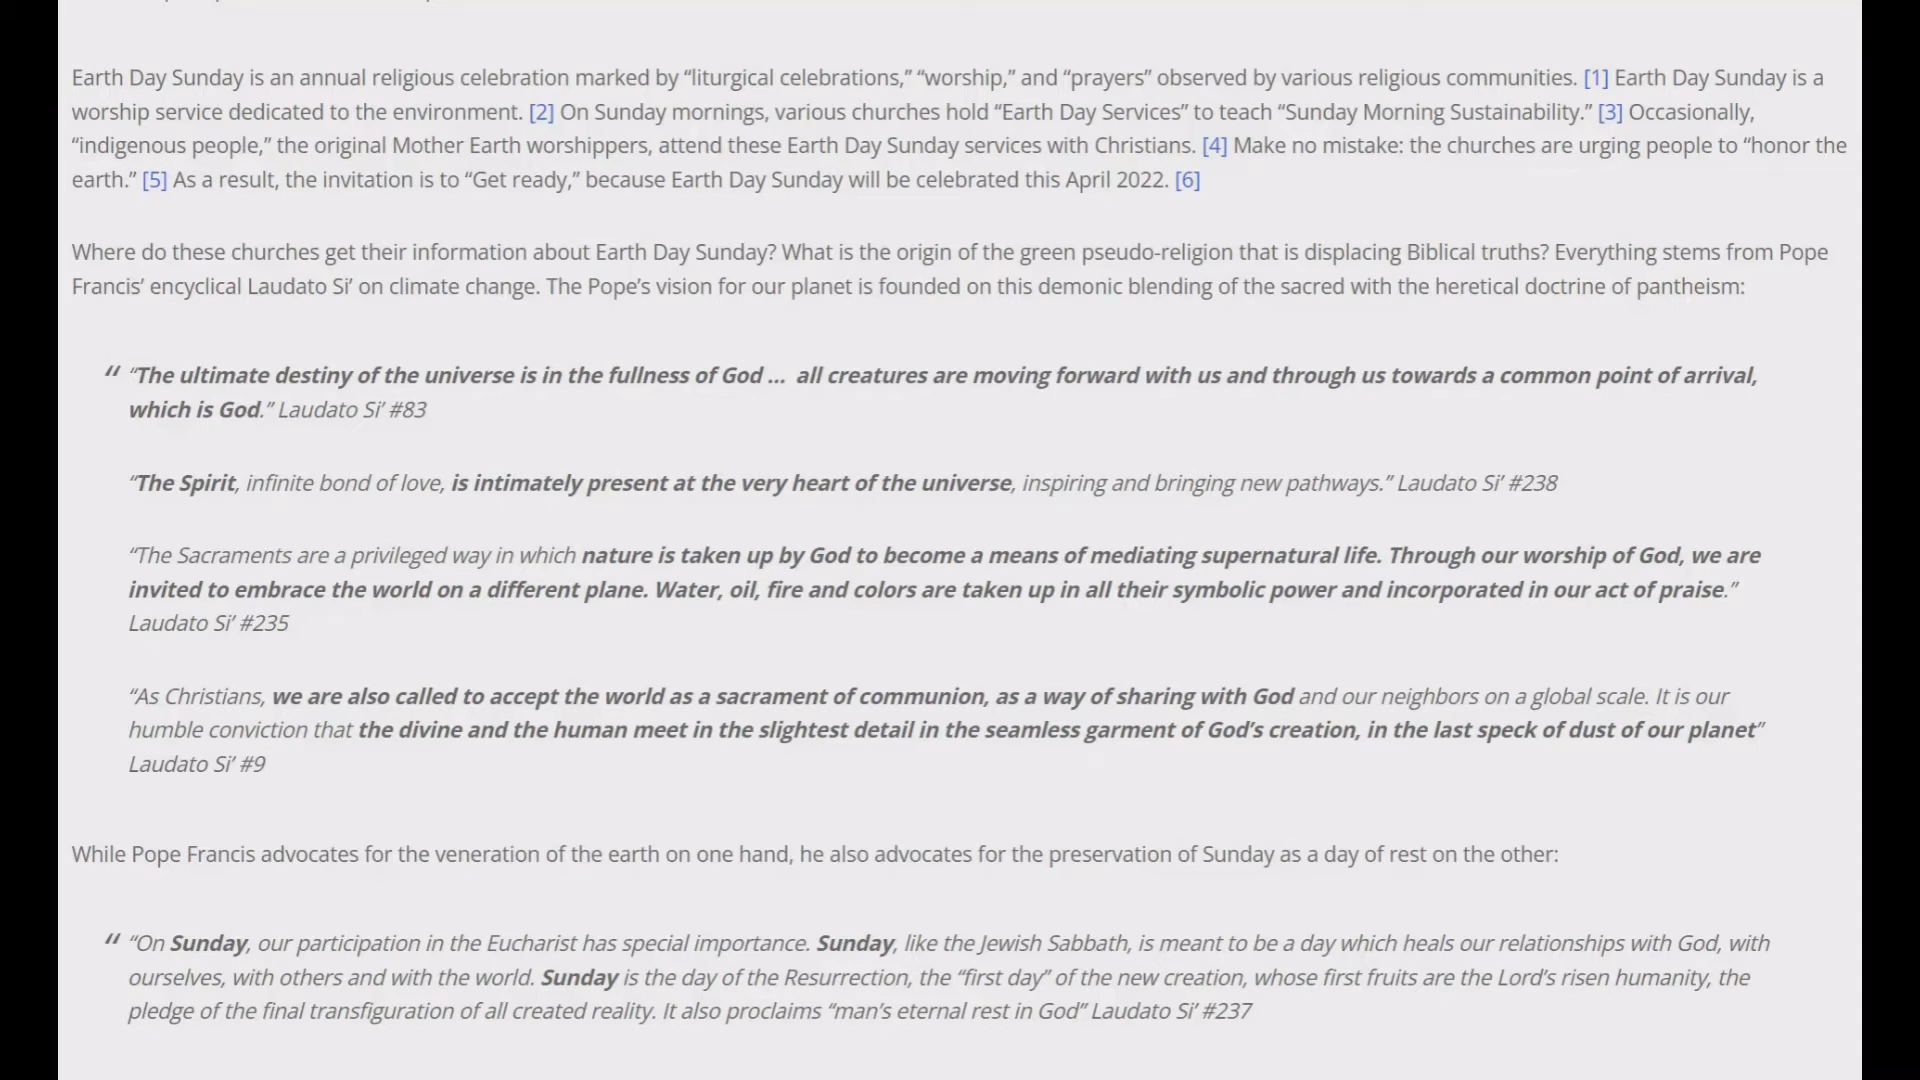 Earth Day Sunday is an annual religious celebration marked by “liturgical celebrations,” “worship,” and “prayers” observed by various religious communities. [1] Earth Day Sunday is a
worship service dedicated to the environment. [2] On Sunday mornings, various churches hold “Earth Day Services” to teach “Sunday Morning Sustainability.” [3] Occasionally,
“indigenous people,” the original Mother Earth worshippers, attend these Earth Day Sunday services with Christians. [4] Make no mistake: the churches are urging people to “honor the
earth.” [5] As a result, the invitation is to “Get ready,” because Earth Day Sunday will be celebrated this April 2022. [6]
Where do these churches get their information about Earth Day Sunday? What is the origin of the green pseudo-religion that is displacing Biblical truths? Everything stems from Pope
Francis’ encyclical Laudato Si’ on climate change. The Pope’s vision for our planet is founded on this demonic blending of the sacred with the heretical doctrine of pantheism:
“ “The ultimate destiny of the universe is in the fullness of God … all creatures are moving forward with us and through us towards a common point of arrival,
which is God.” Laudato Si’ #83
“The Spirit, infinite bond of love, is intimately present at the very heart of the universe, inspiring and bringing new pathways.” Laudato Si’ #238
“The Sacraments are a privileged way in which nature is taken up by God to become a means of mediating supernatural life. Through our worship of God, we are
invited to embrace the world on a different plane. Water, oil, fire and colors are taken up in all their symbolic power and incorporated in our act of praise.”
Laudato Si’ #235
“As Christians, we are also called to accept the world as a sacrament of communion, as a way of sharing with God and our neighbors on a global scale. It is our
humble conviction that the divine and the human meet in the slightest detail in the seamless garment of God’s creation, in the last speck of dust of our planet”
Laudato Si’ #9
While Pope Francis advocates for the veneration of the earth on one hand, he also advocates for the preservation of Sunday as a day of rest on the other:
“ “On Sunday, our participation in the Eucharist has special importance. Sunday, like the Jewish Sabbath, is meant to be a day which heals our relationships with God, with
ourselves, with others and with the world. Sunday is the day of the Resurrection, the “first day” of the new creation, whose first fruits are the Lord’s risen humanity, the
pledge of the final transfiguration of all created reality. It also proclaims “man’s eternal rest in God” Laudato Si’ #237